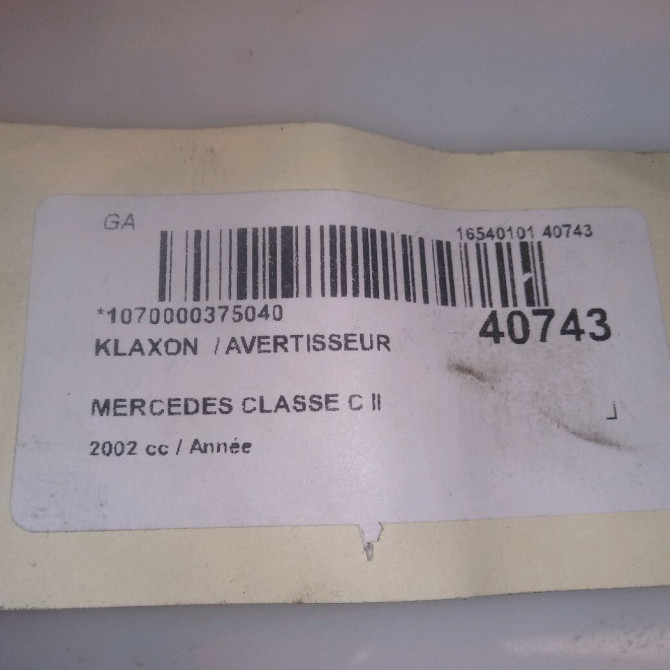 GA
16540101 40743
*1070000375040
40743
KLAXON / AVERTISSEUR
MERCEDES CLASSE C II
2002 cc / Année